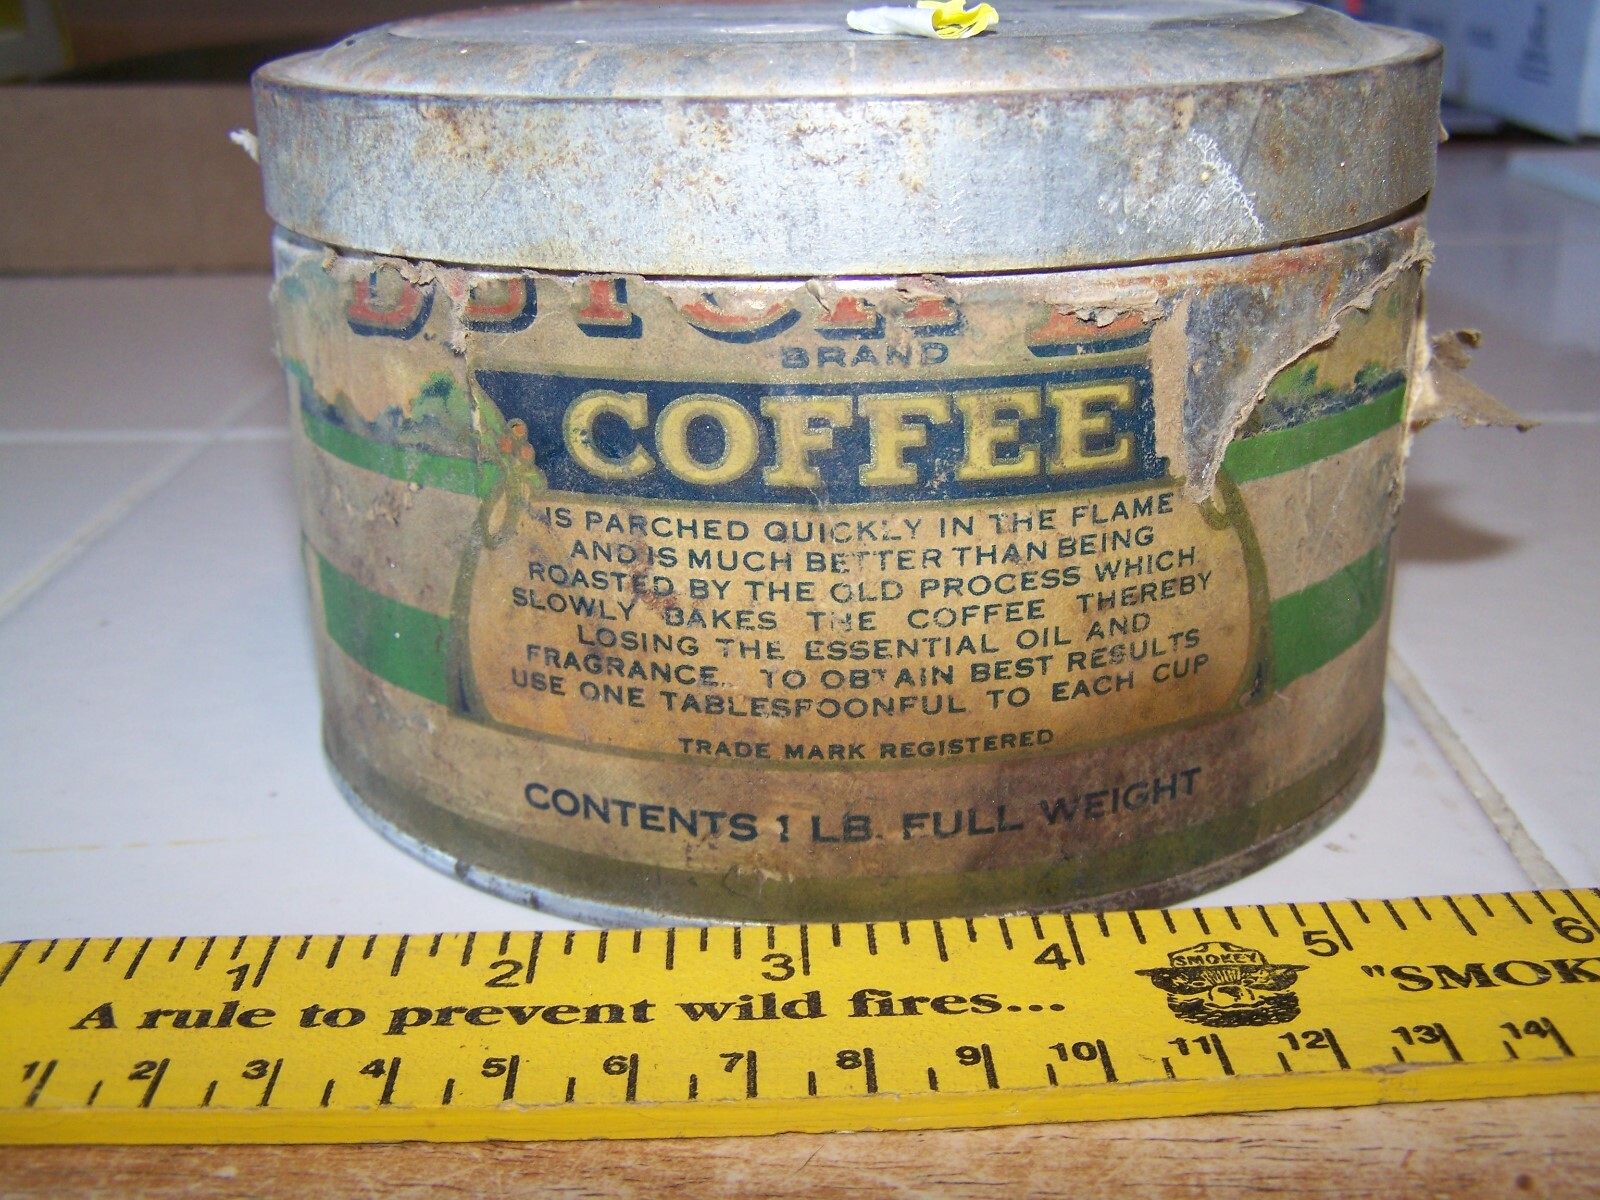 BRAND
COFFEE
IS PARCHED QUICKLY IN THE FLAME
AND IS MUCH BETTER THAN BEING
ROASTED BY THE OLD PROCESS WHICH
SLOWLY BAKES THE COFFEE THEREBY
LOSING THE ESSENTIAL OIL AND
FRAGRANCE. TO OBTAIN BEST RESULTS
USE ONE TABLESPOONFUL TO EACH CUP
TRADE MARK REGISTERED
CONTENTS 1 LB. FULL WEIGHT
1 2 3 4 5 6
SMOKEY
A rule to prevent wild fires... "SMOK
1 2 3 4 5 6 7 8 9 10 11 12 13 14